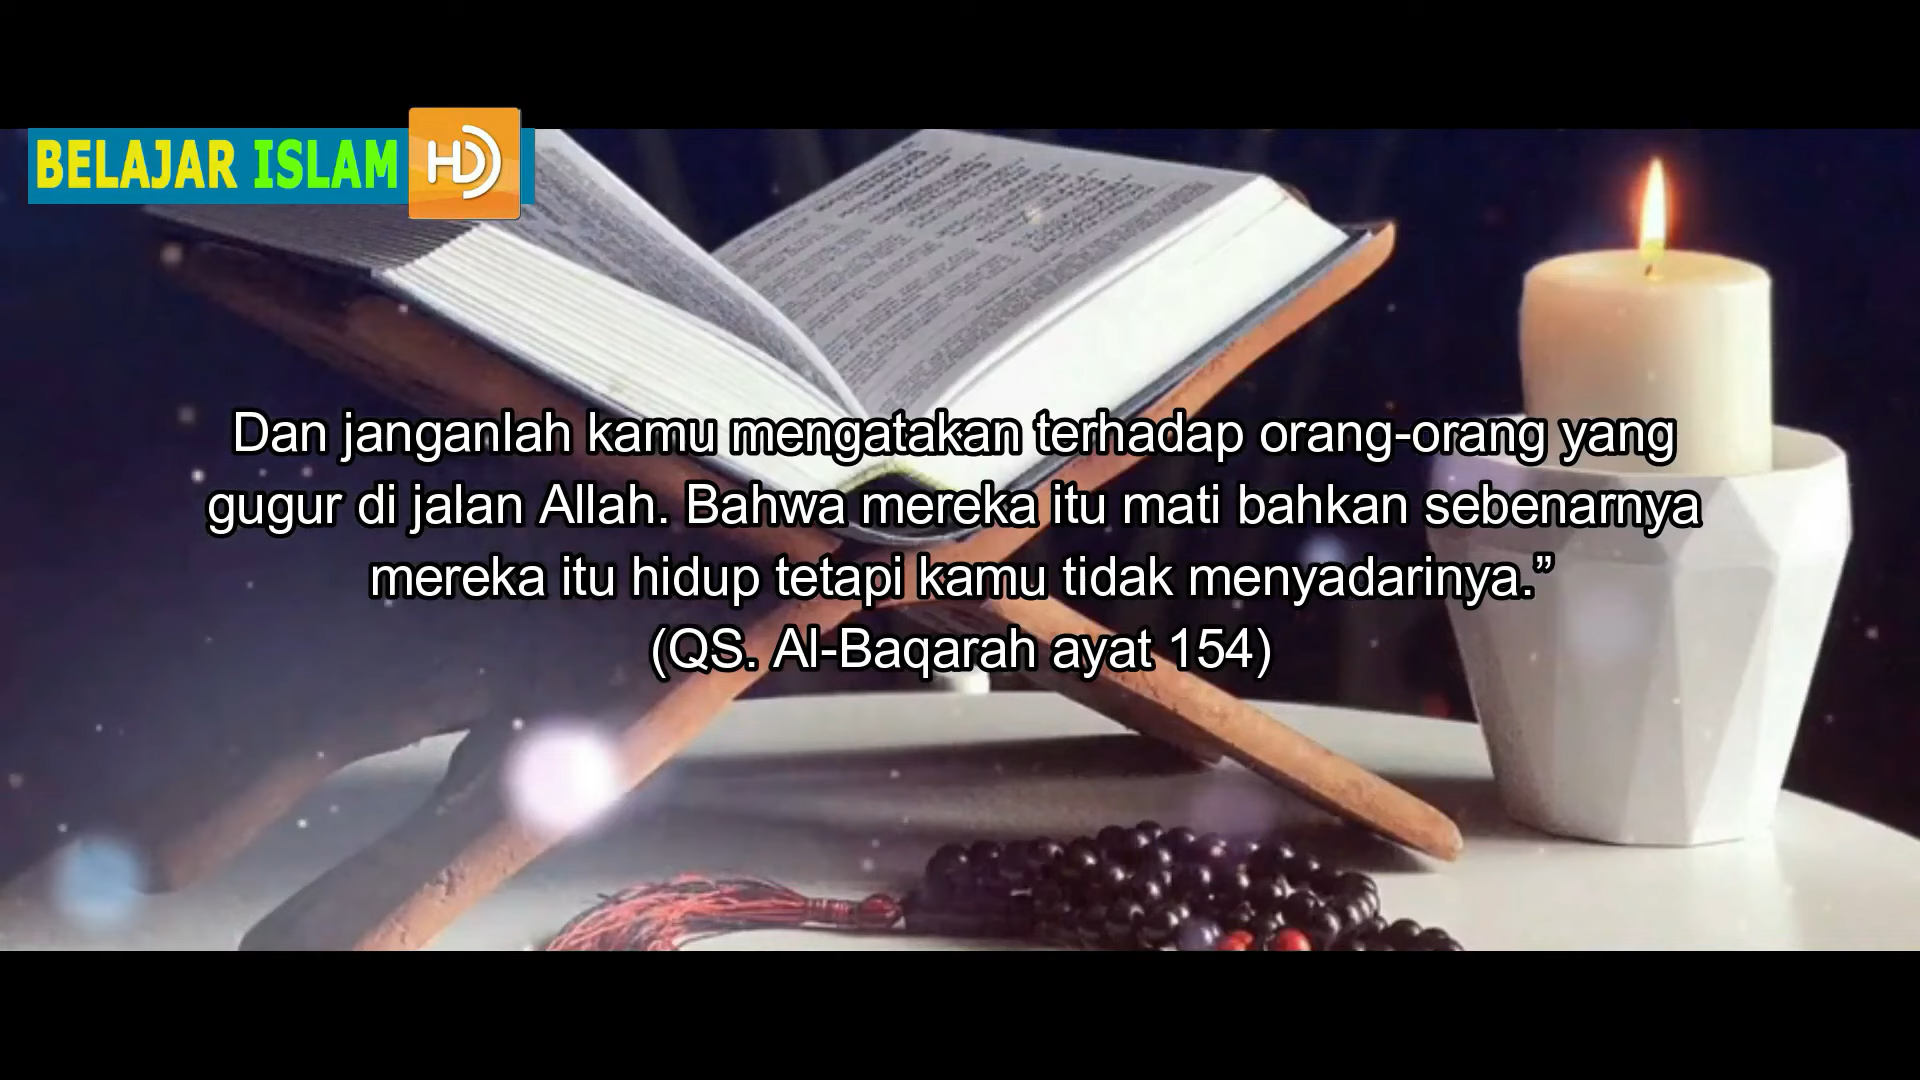 BELAJAR ISLAM HD
Dan janganlah kamu mengatakan terhadap orang-orang yang
gugur di jalan Allah. Bahwa mereka itu mati bahkan sebenarnya
mereka itu hidup tetapi kamu tidak menyadarinya.”
(QS. Al-Baqarah ayat 154)